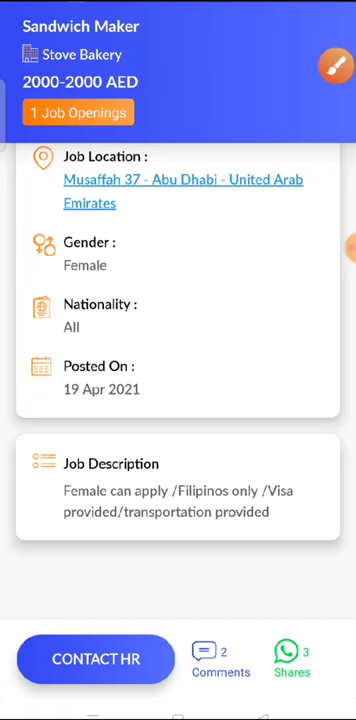 Sandwich Maker
Stove Bakery
2000-2000 AED
1 Job Openings
Job Location :
Musaffah 37 - Abu Dhabi - United Arab
Emirates
Gender :
Female
Nationality :
All
Posted On :
19 Apr 2021
Job Description
Female can apply /Filipinos only /Visa
provided/transportation provided
CONTACT HR
2
Comments
3
Shares